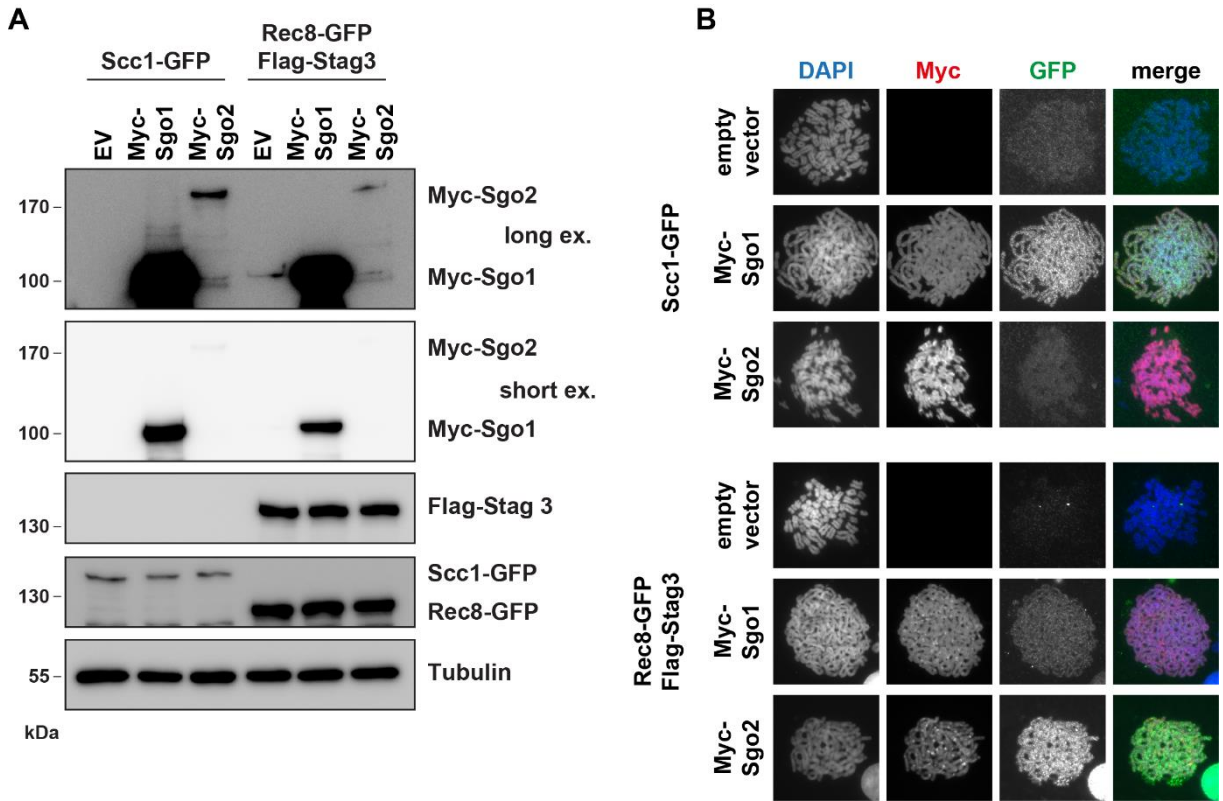 A
Scc1-GFP
Rec8-GFP
Flag-Stag3
EV
Myc-
Sgo1
Myc-
Sgo2
EV
Myc-
Sgo1
Myc-
Sgo2
170
100
Myc-Sgo2
long ex.
Myc-Sgo1
170
100
Myc-Sgo2
short ex.
Myc-Sgo1
130
Flag-Stag 3
130
Scc1-GFP
Rec8-GFP
55
Tubulin
kDa
B
DAPI
Myc
GFP
merge
Scc1-GFP
empty
vector
Myc-
Sgo1
Myc-
Sgo2
Rec8-GFP
Flag-Stag3
empty
vector
Myc-
Sgo1
Myc-
Sgo2